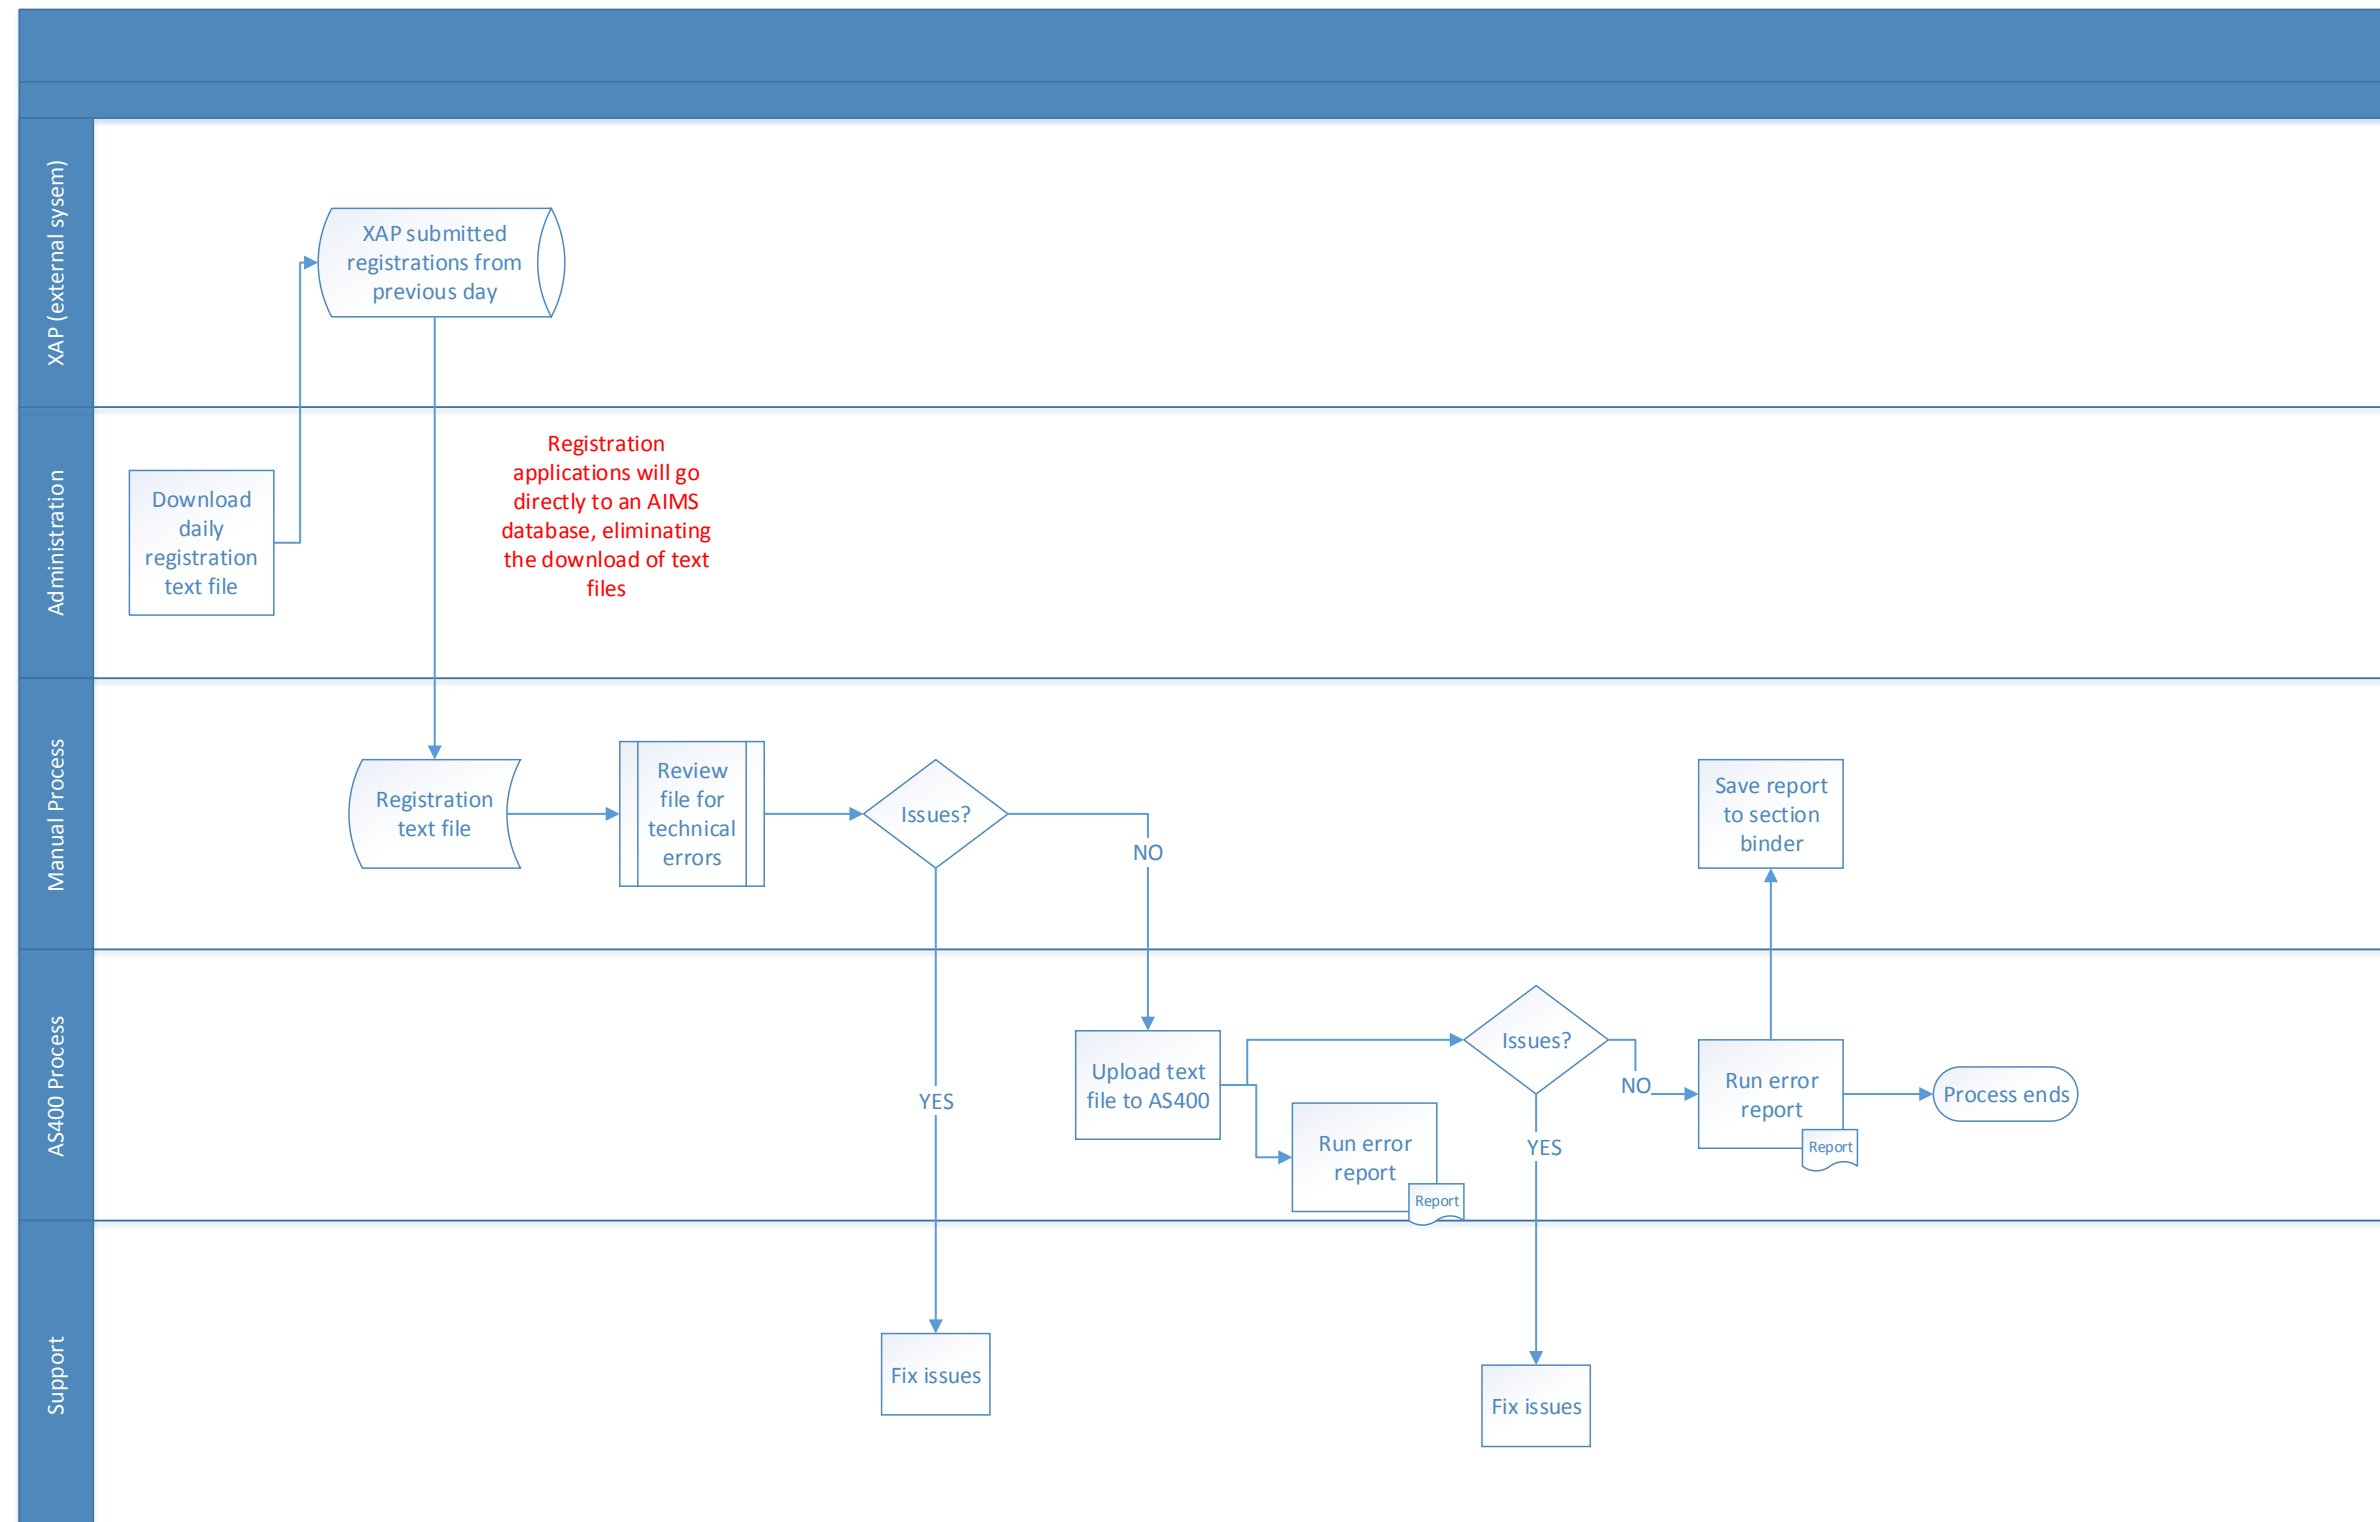 XAP (external sysem)
XAP submitted
registrations from
previous day
Administration
Download
daily
registration
text file
Registration
applications will go
directly to an AIMS
database, eliminating
the download of text
files
Manual Process
Registration
text file
Review
file for
technical
errors
Issues?
NO
Save report
to section
binder
AS400 Process
YES
Upload text
file to AS400
Run error
report
Report
Issues?
YES
NO
Run error
report
Report
Process ends
Support
Fix issues
Fix issues